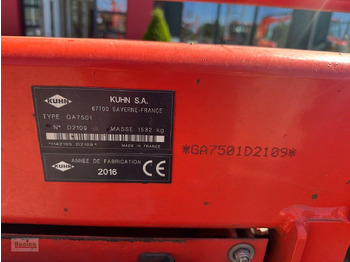 KUHN
KUHN S.A.
67700 SAVERNE-FRANCE
TYPE GA7501
N° D2109 MASSE 1532 kg
MADE IN FRANCE
*GA7501D2109*
KUHN
ANNEE DE FABRICATION
2016
CE